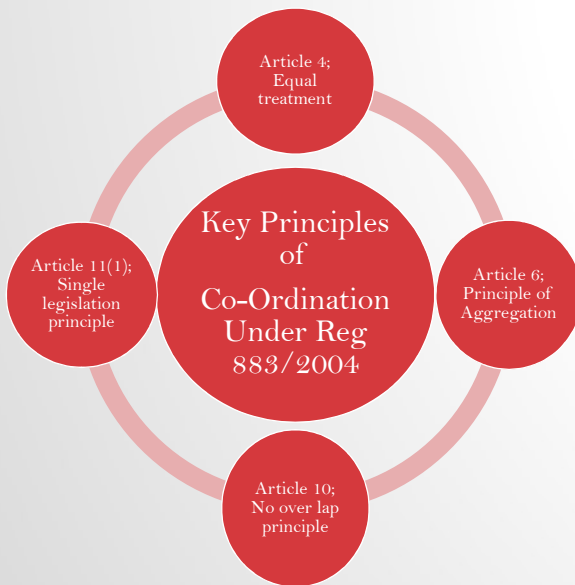 Article 4;
Equal
treatment
Key Principles
of
Co-Ordination
Under Reg
883/2004
Article 11(1);
Single
legislation
principle
Article 6;
Principle of
Aggregation
Article 10;
No over lap
principle